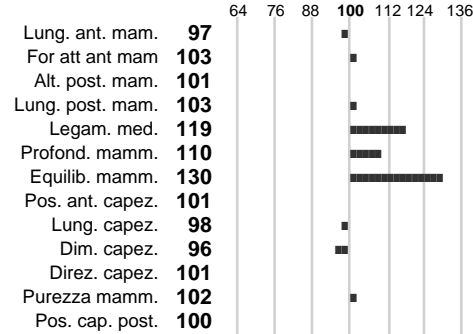 64 76 88 100 112 124 136
Lung. ant. mam. 97
For att ant mam 103
Alt. post. mam. 101
Lung. post. mam. 103
Legam. med. 119
Profond. mamm. 110
Equilib. mamm. 130
Pos. ant. capez. 101
Lung. capez. 98
Dim. capez. 96
Direz. capez. 101
Purezza mamm. 102
Pos. cap. post. 100